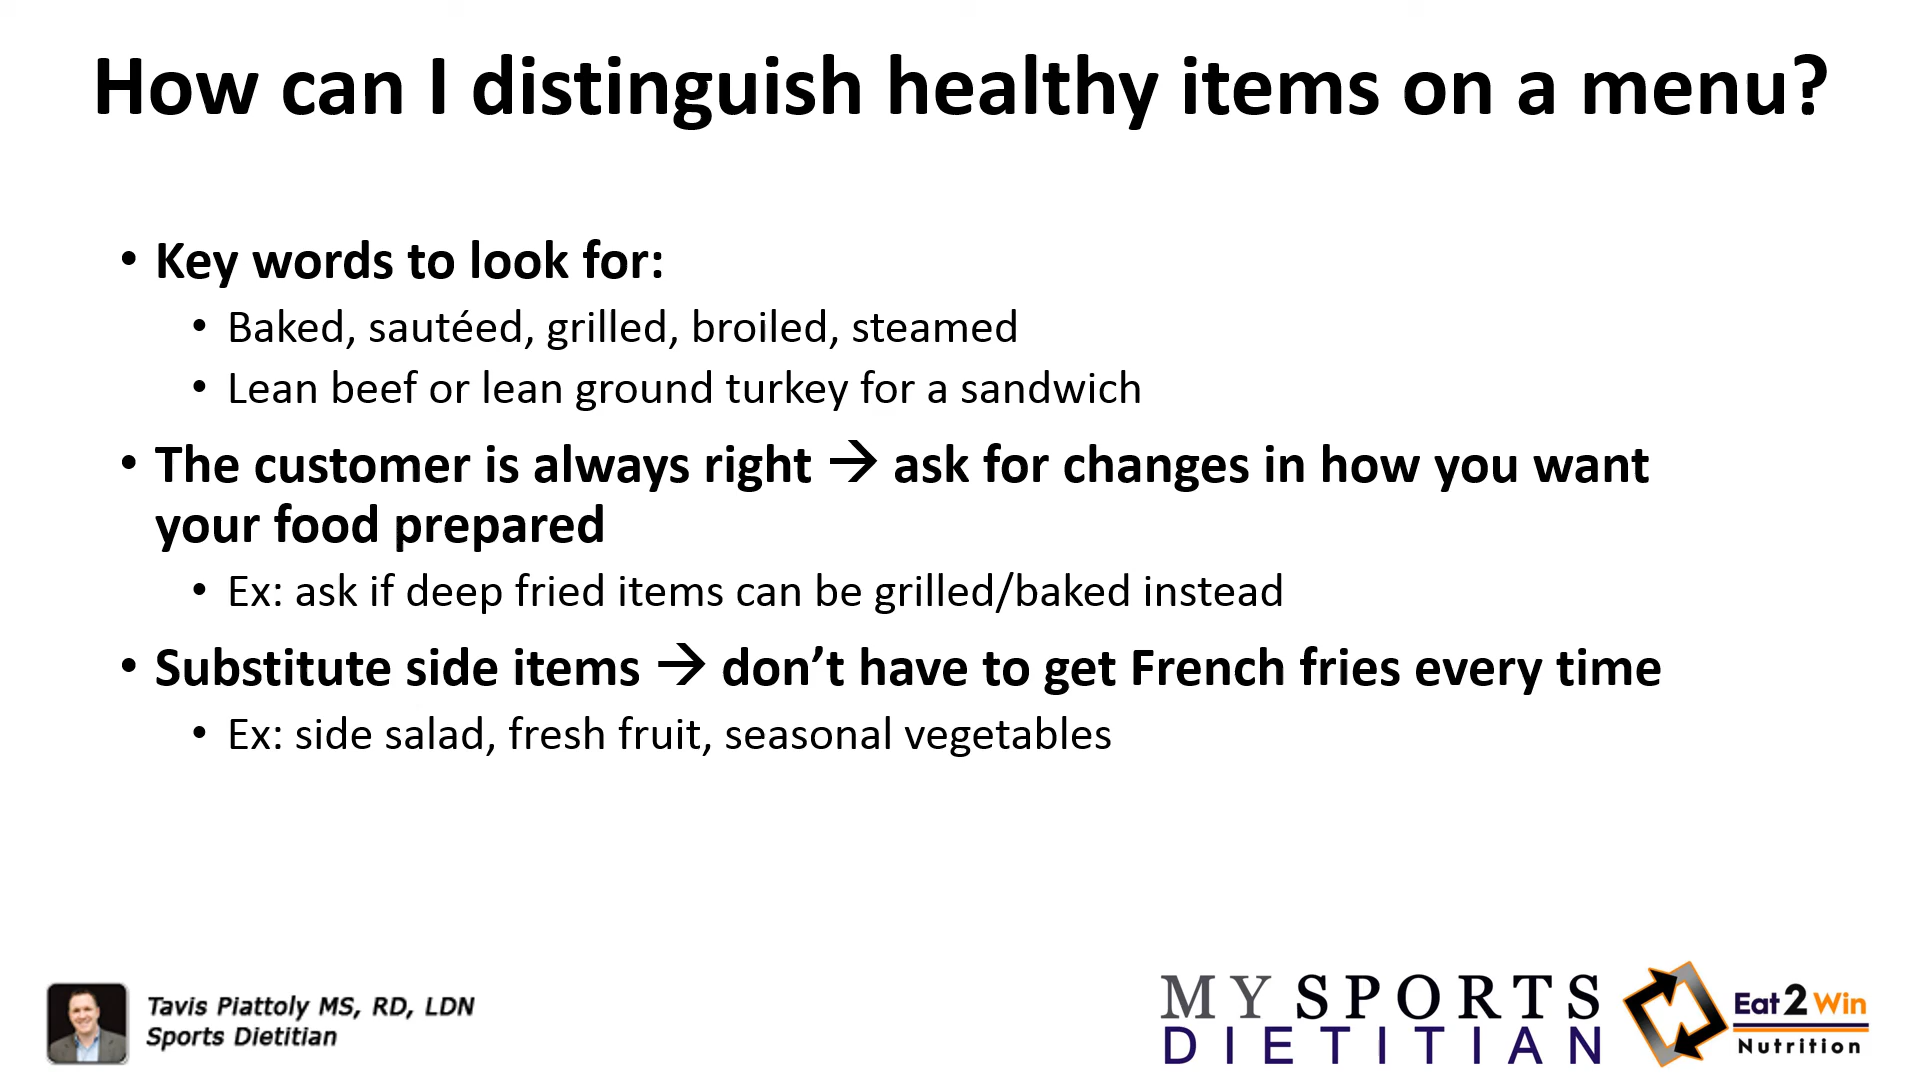 How can I distinguish healthy items on a menu?
• Key words to look for:
• Baked, sautéed, grilled, broiled, steamed
• Lean beef or lean ground turkey for a sandwich
• The customer is always right → ask for changes in how you want
your food prepared
• Ex: ask if deep fried items can be grilled/baked instead
• Substitute side items → don’t have to get French fries every time
• Ex: side salad, fresh fruit, seasonal vegetables
Tavis Piattoly MS, RD, LDN
Sports Dietitian
MY SPORTS
DIETITIAN
Eat 2 Win
Nutrition